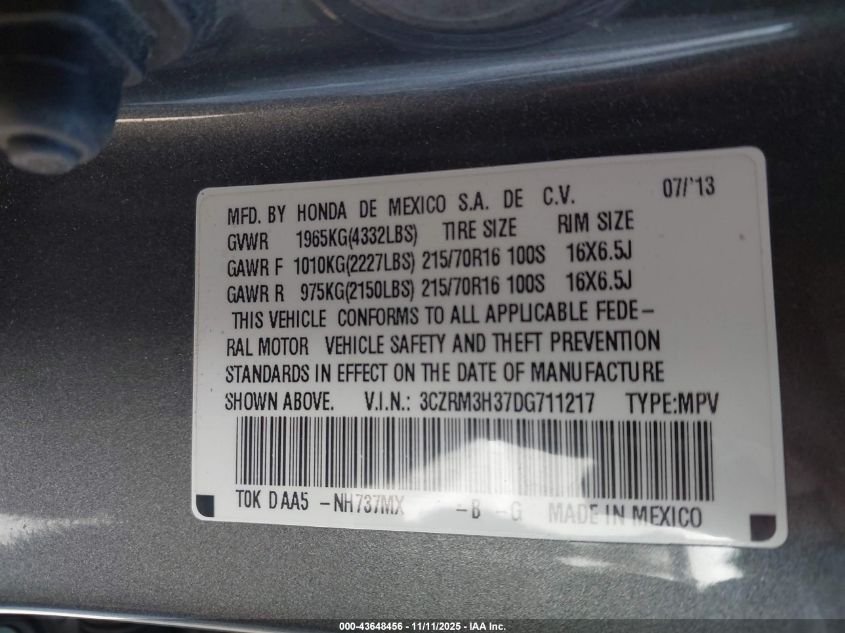 MFD. BY HONDA DE MEXICO S.A. DE C.V. 07/'13
GVWR 1965KG(4332LBS) TIRE SIZE RIM SIZE
GAWR F 1010KG(2227LBS) 215/70R16 100S 16X6.5J
GAWR R 975KG(2150LBS) 215/70R16 100S 16X6.5J
THIS VEHICLE CONFORMS TO ALL APPLICABLE FEDE-
RAL MOTOR VEHICLE SAFETY AND THEFT PREVENTION
STANDARDS IN EFFECT ON THE DATE OF MANUFACTURE
SHOWN ABOVE. V.I.N.: 3CZRM3H37DG711217 TYPE:MPV
T0K D AA5 -NH737MX -B -G MADE IN MEXICO
000-43648456 - 11/11/2025 - IAA Inc.